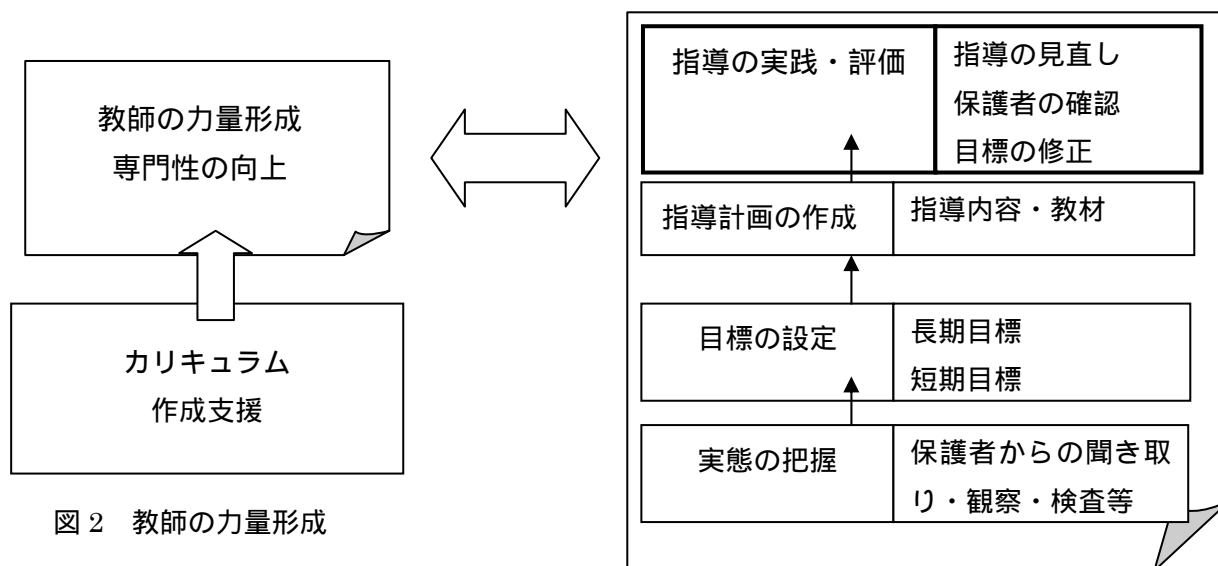 教師の力量形成
専門性の向上
カリキュラム
作成支援
図 2 教師の力量形成
指導の実践・評価
指導の見直し
保護者の確認
目標の修正
指導計画の作成
指導内容・教材
目標の設定
長期目標
短期目標
実態の把握
保護者からの聞き取
り・観察・検査等